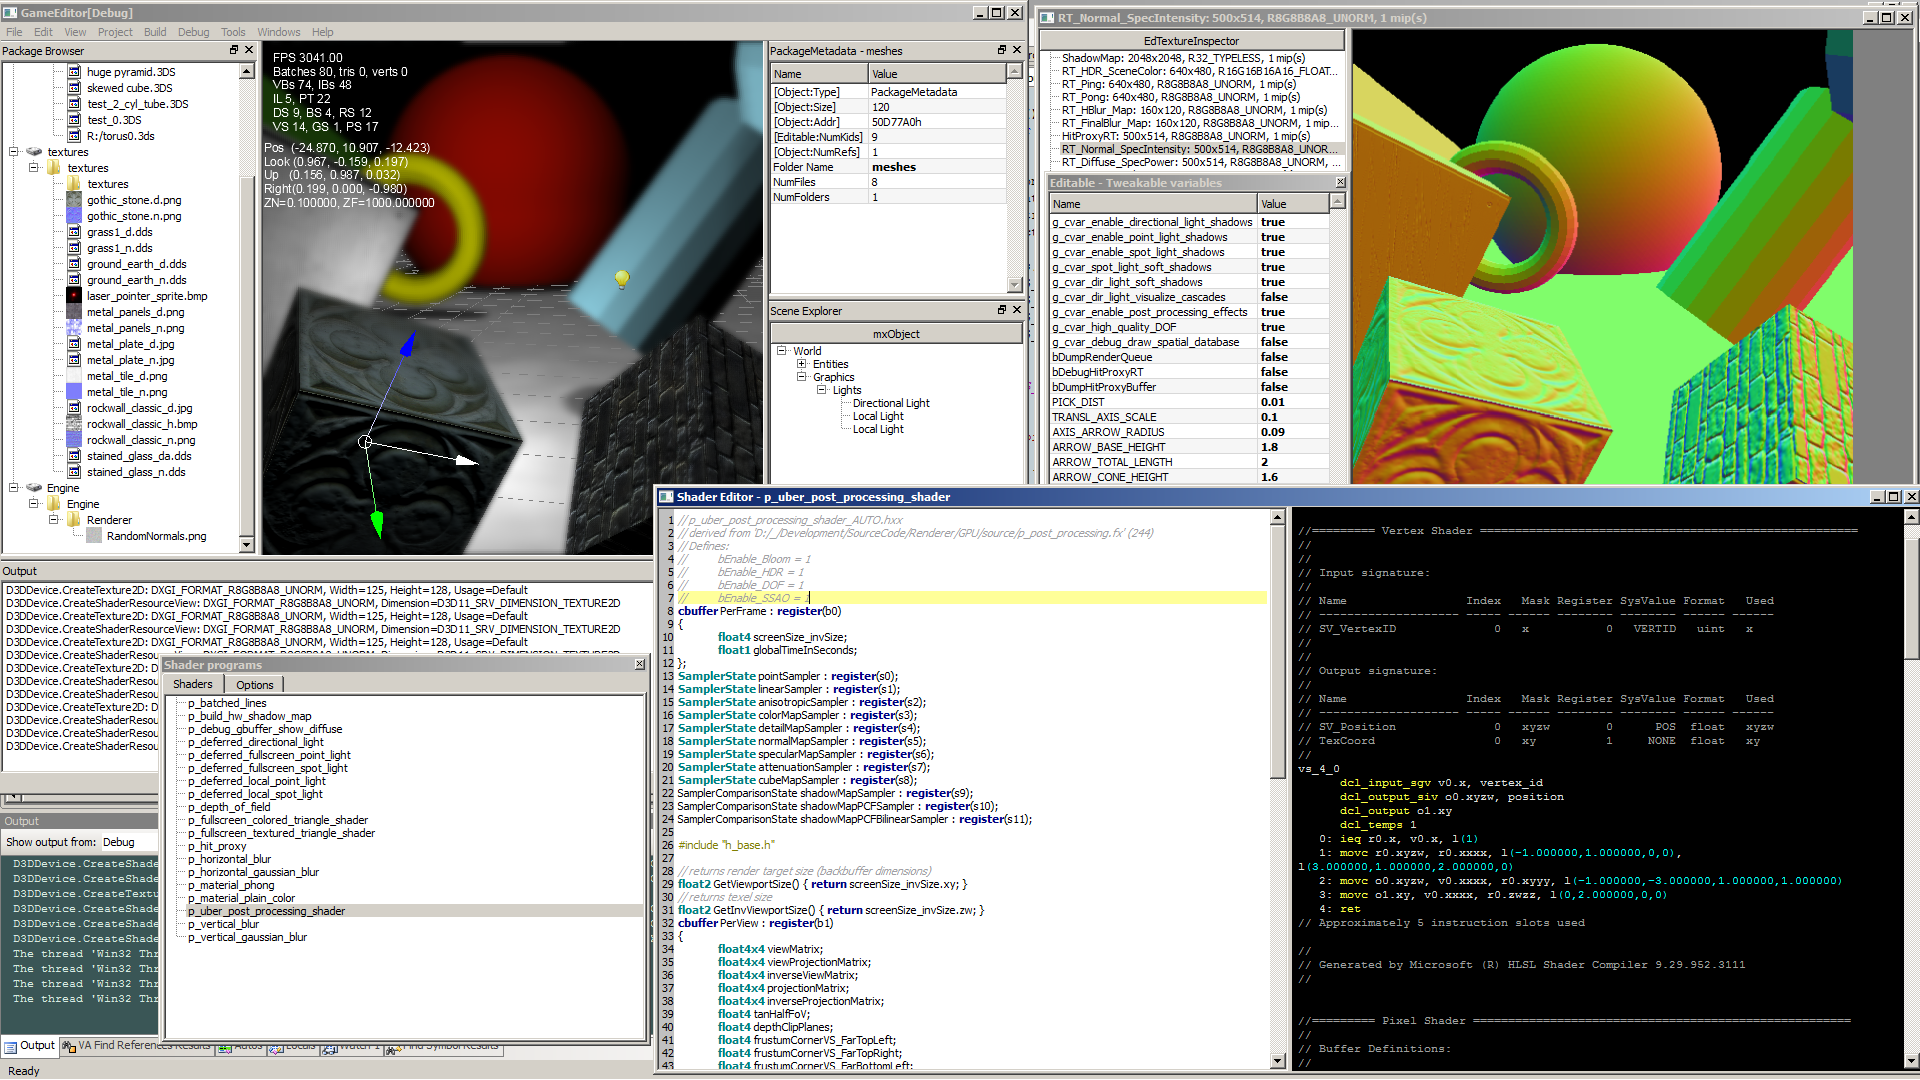 GameEditor[Debug]
File Edit View Project Build Debug Tools Windows Help
Package Browser
huge pyramid.3DS
skewed cube.3DS
test_2_cyl_tube.3DS
test_0.3DS
R:/torus0.3ds
textures
textures
textures
gothic_stone.d.png
gothic_stone.n.png
grass1_d.dds
grass1_n.dds
ground_earth_d.dds
ground_earth_n.dds
laser_pointer_sprite.bmp
metal_panels_d.png
metal_panels_n.png
metal_plate_d.jpg
metal_plate_n.jpg
metal_tile_d.png
metal_tile_n.png
rockwall_classic_d.jpg
rockwall_classic_h.bmp
rockwall_classic_n.png
stained_glass_da.dds
stained_glass_n.dds
Engine
Engine
Renderer
RandomNormals.png
FPS 3041.00
Batches 80, tris 0, verts 0
VBs 74, IBs 48
IL 5, PT 22
DS 9, BS 4, RS 12
VS 14, GS 1, PS 17
Pos (-24.870, 10.907, -12.423)
Look (0.967, -0.159, 0.197)
Up (0.156, 0.987, 0.032)
Right(0.199, 0.000, -0.980)
ZN=0.100000, ZF=1000.000000
PackageMetadata - meshes
Name Value
[Object:Type] PackageMetadata
[Object:Size] 120
[Object:Addr] 50D77A0h
[Editable:NumKids] 9
[Object:NumRefs] 1
Folder Name meshes
NumFiles 8
NumFolders 1
Scene Explorer
mxObject
World
Entities
Graphics
Lights
Directional Light
Local Light
Local Light
RT_Normal_SpecIntensity: 500x514, R8G8B8A8_UNORM, 1 mip(s)
EdTextureInspector
ShadowMap: 2048x2048, R32_TYPELESS, 1 mip(s)
RT_HDR_SceneColor: 640x480, R16G16B16A16_FLOAT...
RT_Ping: 640x480, R8G8B8A8_UNORM, 1 mip(s)
RT_Pong: 640x480, R8G8B8A8_UNORM, 1 mip(s)
RT_HBlur_Map: 160x120, R8G8B8A8_UNORM, 1 mip(s)
RT_FinalBlur_Map: 160x120, R8G8B8A8_UNORM, 1 mip...
HitProxyRT: 500x514, R8G8B8A8_UNORM, 1 mip(s)
RT_Normal_SpecIntensity: 500x514, R8G8B8A8_UNOR...
RT_Diffuse_SpecPower: 500x514, R8G8B8A8_UNORM, ...
Editable - Tweakable variables
Name Value
g_cvar_enable_directional_light_shadows true
g_cvar_enable_point_light_shadows true
g_cvar_enable_spot_light_shadows true
g_cvar_spot_light_soft_shadows true
g_cvar_dir_light_soft_shadows true
g_cvar_dir_light_visualize_cascades false
g_cvar_enable_post_processing_effects true
g_cvar_high_quality_DOF true
g_cvar_debug_draw_spatial_database false
bDumpRenderQueue false
bDebugHitProxyRT false
bDumpHitProxyBuffer false
PICK_DIST 0.01
TRANSL_AXIS_SCALE 0.1
AXIS_ARROW_RADIUS 0.09
ARROW_BASE_HEIGHT 1.8
ARROW_TOTAL_LENGTH 2
ARROW_CONE_HEIGHT 1.6
Output
D3DDevice.CreateTexture2D: DXGI_FORMAT_R8G8B8A8_UNORM, Width=125, Height=128, Usage=Default
D3DDevice.CreateShaderResourceView: DXGI_FORMAT_R8G8B8A8_UNORM, Dimension=D3D11_SRV_DIMENSION_TEXTURE2D
D3DDevice.CreateTexture2D: DXGI_FORMAT_R8G8B8A8_UNORM, Width=125, Height=128, Usage=Default
D3DDevice.CreateShaderResourceView: DXGI_FORMAT_R8G8B8A8_UNORM, Dimension=D3D11_SRV_DIMENSION_TEXTURE2D
D3DDevice.CreateTexture2D: DXGI_FORMAT_R8G8B8A8_UNORM, Width=125, Height=128, Usage=Default
D3DDevice.CreateShaderResou
D3DDevice.CreateTexture2D: D
D3DDevice.CreateShaderResou
D3DDevice.CreateShaderResou
D3DDevice.CreateTexture2D: D
D3DDevice.CreateShaderResou
D3DDevice.CreateShaderResou
D3DDevice.CreateShaderResou
Output
Show output from: Debug
D3DDevice.CreateShade
D3DDevice.CreateShade
D3DDevice.CreateTextu
D3DDevice.CreateShade
D3DDevice.CreateShade
D3DDevice.CreateShade
The thread 'Win32 Thr
The thread 'Win32 Thr
The thread 'Win32 Thr
The thread 'Win32 Thr
Output VA Find References Results Autos Locals Watch 1 Find Symbol Results
Ready
Shader programs
Shaders Options
p_batched_lines
p_build_hw_shadow_map
p_debug_gbuffer_show_diffuse
p_deferred_directional_light
p_deferred_fullscreen_point_light
p_deferred_fullscreen_spot_light
p_deferred_local_point_light
p_deferred_local_spot_light
p_depth_of_field
p_fullscreen_colored_triangle_shader
p_fullscreen_textured_triangle_shader
p_hit_proxy
p_horizontal_blur
p_horizontal_gaussian_blur
p_material_phong
p_material_plain_color
p_uber_post_processing_shader
p_vertical_blur
p_vertical_gaussian_blur
Shader Editor - p_uber_post_processing_shader
1 // p_uber_post_processing_shader_AUTO.hxx
2 // derived from 'D:/_/Development/SourceCode/Renderer/GPU/source/p_post_processing.fx' (244)
3 // Defines:
4 // bEnable_Bloom = 1
5 // bEnable_HDR = 1
6 // bEnable_DOF = 1
7 // bEnable_SSAO = 1
8 cbuffer PerFrame : register(b0)
9 {
10 float4 screenSize_invSize;
11 float1 globalTimeInSeconds;
12 };
13 SamplerState pointSampler : register(s0);
14 SamplerState linearSampler : register(s1);
15 SamplerState anisotropicSampler : register(s2);
16 SamplerState colorMapSampler : register(s3);
17 SamplerState detailMapSampler : register(s4);
18 SamplerState normalMapSampler : register(s5);
19 SamplerState specularMapSampler : register(s6);
20 SamplerState attenuationSampler : register(s7);
21 SamplerState cubeMapSampler : register(s8);
22 SamplerComparisonState shadowMapSampler : register(s9);
23 SamplerComparisonState shadowMapPCFSampler : register(s10);
24 SamplerComparisonState shadowMapPCFBilinearSampler : register(s11);
25
26 #include "h_base.h"
27
28 // returns render target size (backbuffer dimensions)
29 float2 GetViewportSize() { return screenSize_invSize.xy; }
30 // returns texel size
31 float2 GetInvViewportSize() { return screenSize_invSize.zw; }
32 cbuffer PerView : register(b1)
33 {
34 float4x4 viewMatrix;
35 float4x4 viewProjectionMatrix;
36 float4x4 inverseViewMatrix;
37 float4x4 projectionMatrix;
38 float4x4 inverseProjectionMatrix;
39 float4 tanHalfFoV;
40 float4 depthClipPlanes;
41 float4 frustumCornerVS_FarTopLeft;
42 float4 frustumCornerVS_FarTopRight;
43 float4 frustumCornerVS_FarBottomLeft;
//========= Vertex Shader ======================================================
//
//
// Input signature:
//
// Name Index Mask Register SysValue Format Used
// -------------------- ----- ------ -------- -------- ------ ------
// SV_VertexID 0 x 0 VERTID uint x
//
//
// Output signature:
//
// Name Index Mask Register SysValue Format Used
// -------------------- ----- ------ -------- -------- ------ ------
// SV_Position 0 xyzw 0 POS float xyzw
// TexCoord 0 xy 1 NONE float xy
//
vs_4_0
dcl_input_sgv v0.x, vertex_id
dcl_output_siv o0.xyzw, position
dcl_output o1.xy
dcl_temps 1
0: ieq r0.x, v0.x, l(1)
1: movc r0.xyzw, r0.xxxx, l(-1.000000,1.000000,0,0),
l(3.000000,1.000000,2.000000,0)
2: movc o0.xyzw, v0.xxxx, r0.xyyy, l(-1.000000,-3.000000,1.000000,1.000000)
3: movc o1.xy, v0.xxxx, r0.zwzz, l(0,2.000000,0,0)
4: ret
// Approximately 5 instruction slots used
//
// Generated by Microsoft (R) HLSL Shader Compiler 9.29.952.3111
//
//========= Pixel Shader ======================================================
//
// Buffer Definitions:
//